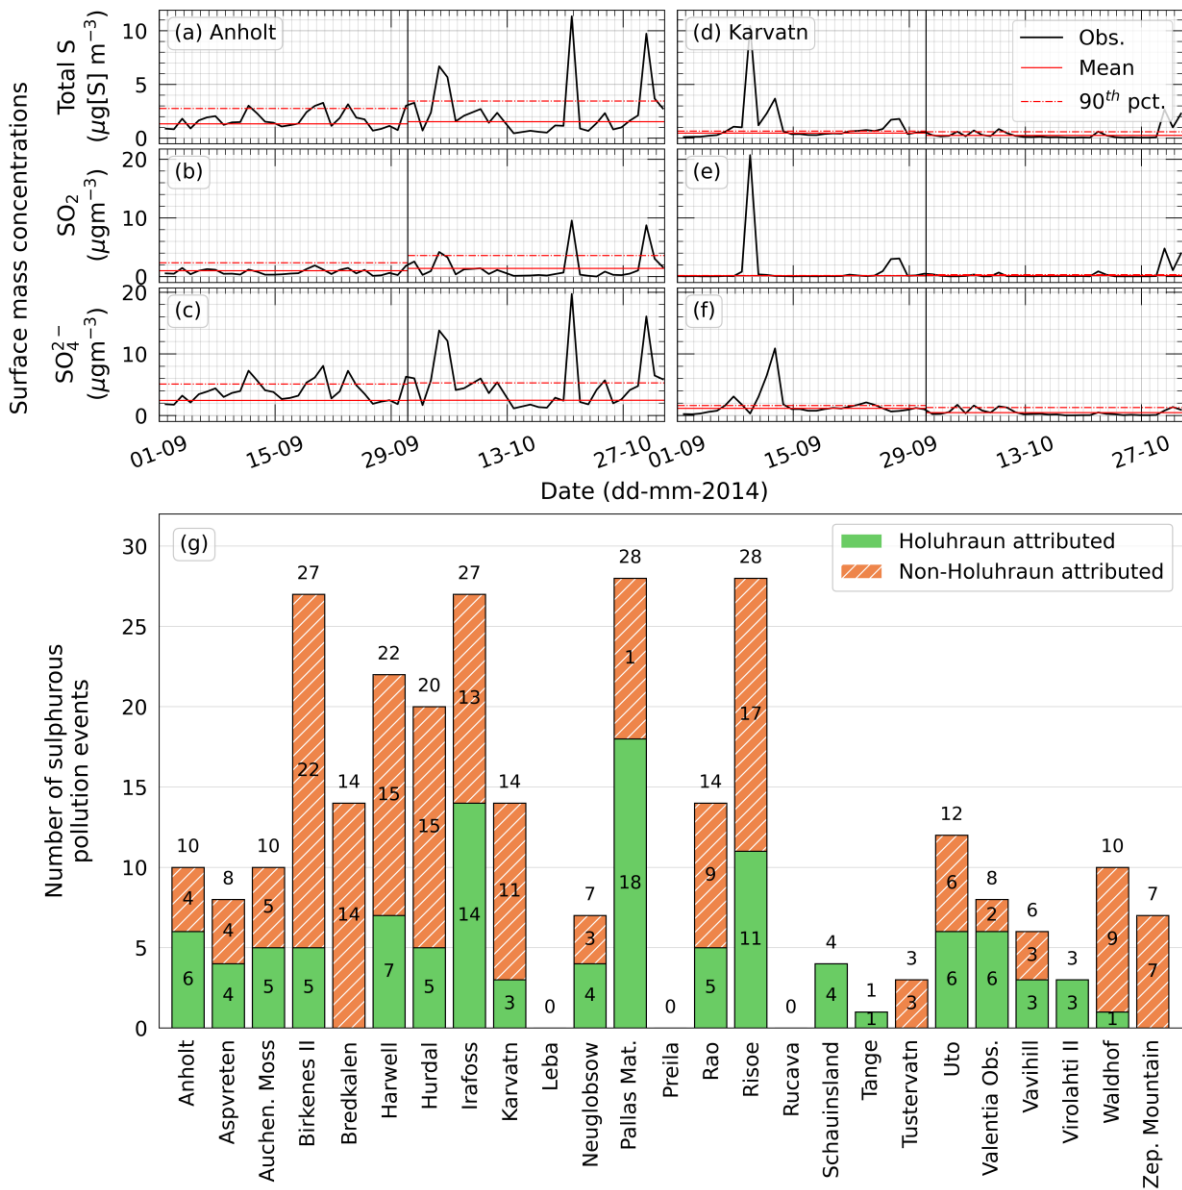 Surface mass concentrations
Total S
(μg[S] m⁻³)
10
5
0
(a) Anholt
(d) Karvatn
Obs.
Mean
90ᵗʰ pct.
SO₂
(μgm⁻³)
20
10
0
(b)
(e)
SO₄²⁻
(μgm⁻³)
20
10
0
(c)
(f)
01-09 15-09 29-09 13-10 27-10 01-09 15-09 29-09 13-10 27-10
Date (dd-mm-2014)
(g)
Holuhraun attributed
Non-Holuhraun attributed
Number of sulphurous
pollution events
30
25
20
15
10
5
0
10 8 10 27 14 22 20 27 14 0 7 28 0 14 28 0 4 1 3 12 8 6 3 10 7
4 4 5 22 14 15 15 13 11 3 1 9 17 3 6 2 3 9 7
6 4 5 5 7 5 14 3 4 18 5 11 4 1 6 6 3 3 1
Anholt
Aspvreten
Auchen. Moss
Birkenes II
Bredkalen
Harwell
Hurdal
Irafoss
Karvatn
Leba
Neuglobsow
Pallas Mat.
Preila
Rao
Risoe
Rucava
Schauinsland
Tange
Tustervatn
Uto
Valentia Obs.
Vavihill
Virolahti II
Waldhof
Zep. Mountain